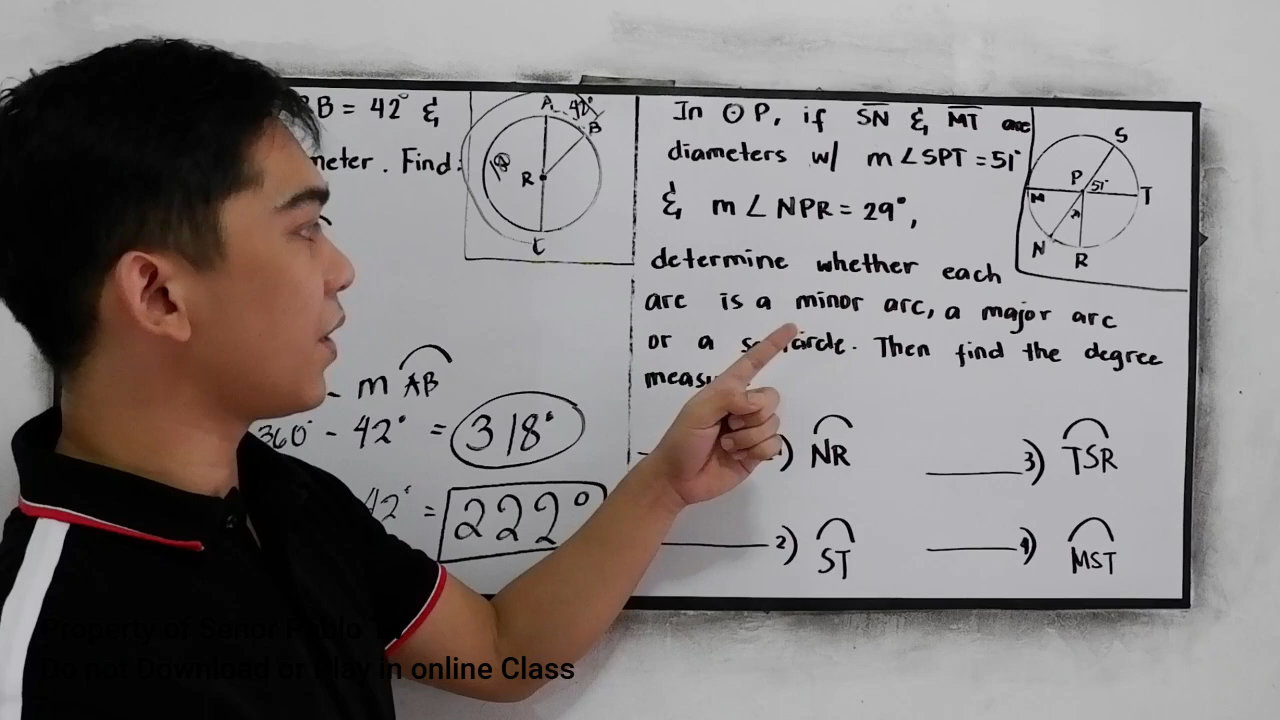 B = 42° &
meter. Find:
A 42°
B
R
C
- m AB
360° - 42° = 318°
42° = 222°
In ⊙ P, if SN & MT are
diameters w/ m∠SPT = 51°
& m∠NPR = 29°,
determine whether each
arc is a minor arc, a major arc
or a Then find the degree
S
P 51°
M T
N R
1) NR
2) ST
3) TSR
4) MST
Property of Señor Pablo
Do not Download or Play in online Class